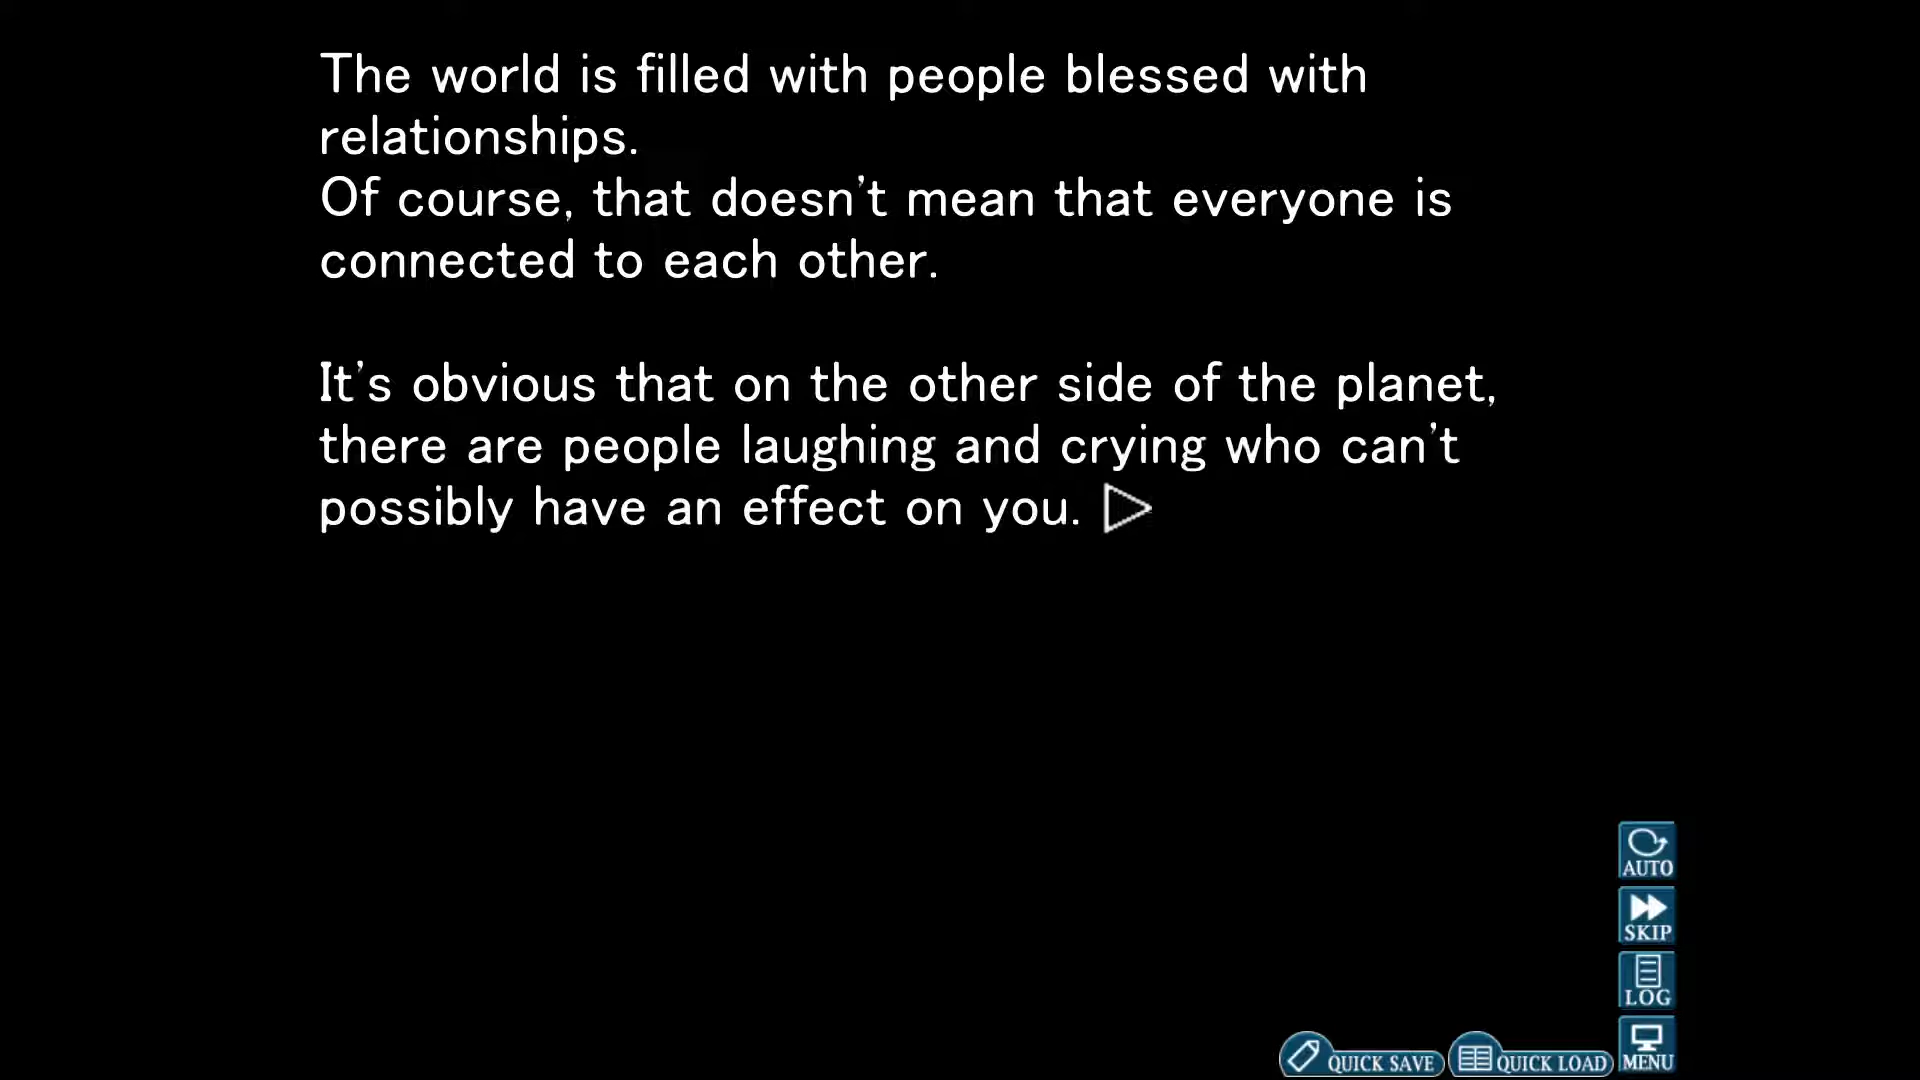 The world is filled with people blessed with
relationships.
Of course, that doesn't mean that everyone is
connected to each other.
It's obvious that on the other side of the planet,
there are people laughing and crying who can't
possibly have an effect on you.
AUTO
SKIP
LOG
MENU
QUICK SAVE
QUICK LOAD